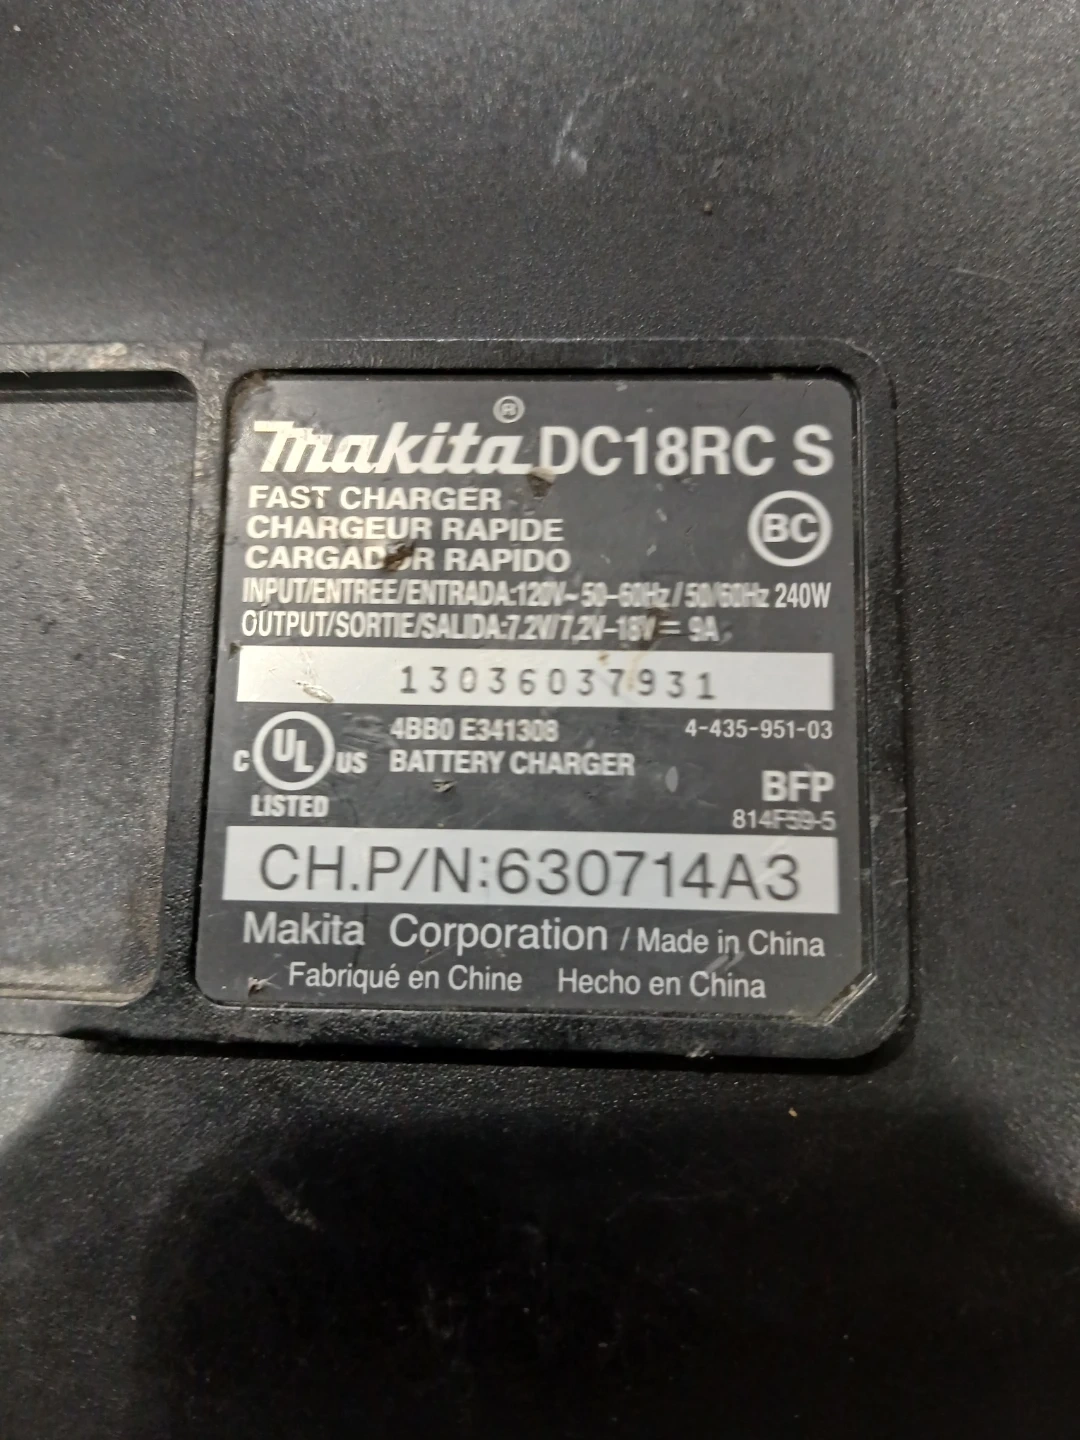 makita® DC18RC S
FAST CHARGER
CHARGEUR RAPIDE
CARGADOR RAPIDO
BC
INPUT/ENTREE/ENTRADA:120V~ 50-60Hz / 50/60Hz 240W
OUTPUT/SORTIE/SALIDA:7.2V/7,2V-18V⎓ 9A
13036037931
C UL US
LISTED
4BB0 E341308
BATTERY CHARGER
4-435-951-03
BFP
814F59-5
CH.P/N:630714A3
Makita Corporation / Made in China
Fabriqué en Chine Hecho en China